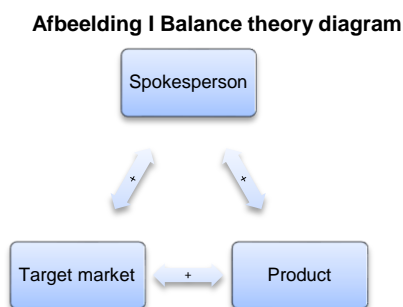 Afbeelding I Balance theory diagram
Spokesperson
+
+
Target market
+
Product